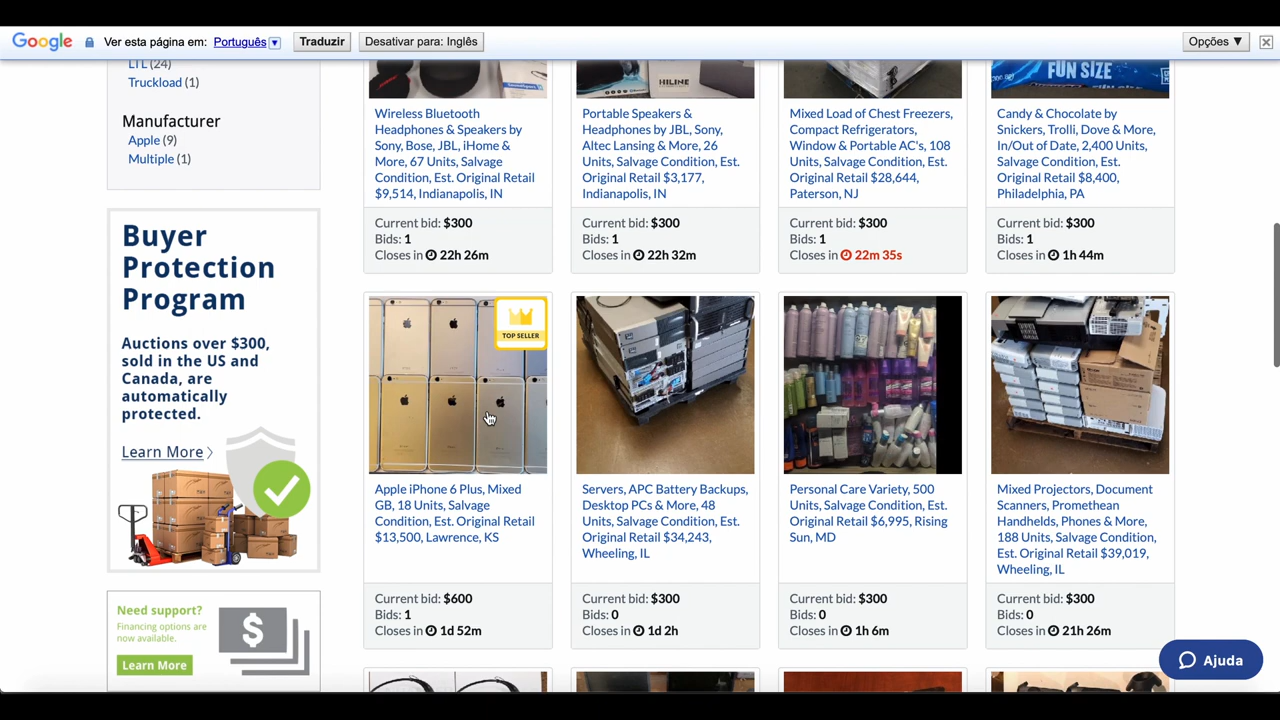 Google
Ver esta página em: Português ▼ Traduzir Desativar para: Inglês Opções ▼
LTL (24)
Truckload (1)
Manufacturer
Apple (9)
Multiple (1)
Buyer
Protection
Program
Auctions over $300,
sold in the US and
Canada, are
automatically
protected.
Learn More
Need support?
Financing options are
now available.
$
Learn More
HILINE
FUN SIZE
Wireless Bluetooth
Headphones & Speakers by
Sony, Bose, JBL, iHome &
More, 67 Units, Salvage
Condition, Est. Original Retail
$9,514, Indianapolis, IN
Current bid: $300
Bids: 1
Closes in 22h 26m
Portable Speakers &
Headphones by JBL, Sony,
Altec Lansing & More, 26
Units, Salvage Condition, Est.
Original Retail $3,177,
Indianapolis, IN
Current bid: $300
Bids: 1
Closes in 22h 32m
Mixed Load of Chest Freezers,
Compact Refrigerators,
Window & Portable AC's, 108
Units, Salvage Condition, Est.
Original Retail $28,644,
Paterson, NJ
Current bid: $300
Bids: 1
Closes in 22m 35s
Candy & Chocolate by
Snickers, Trolli, Dove & More,
In/Out of Date, 2,400 Units,
Salvage Condition, Est.
Original Retail $8,400,
Philadelphia, PA
Current bid: $300
Bids: 1
Closes in 1h 44m
TOP SELLER
Apple iPhone 6 Plus, Mixed
GB, 18 Units, Salvage
Condition, Est. Original Retail
$13,500, Lawrence, KS
Current bid: $600
Bids: 1
Closes in 1d 52m
Servers, APC Battery Backups,
Desktop PCs & More, 48
Units, Salvage Condition, Est.
Original Retail $34,243,
Wheeling, IL
Current bid: $300
Bids: 0
Closes in 1d 2h
Personal Care Variety, 500
Units, Salvage Condition, Est.
Original Retail $6,995, Rising
Sun, MD
Current bid: $300
Bids: 0
Closes in 1h 6m
Mixed Projectors, Document
Scanners, Promethean
Handhelds, Phones & More,
188 Units, Salvage Condition,
Est. Original Retail $39,019,
Wheeling, IL
Current bid: $300
Bids: 0
Closes in 21h 26m
Ajuda